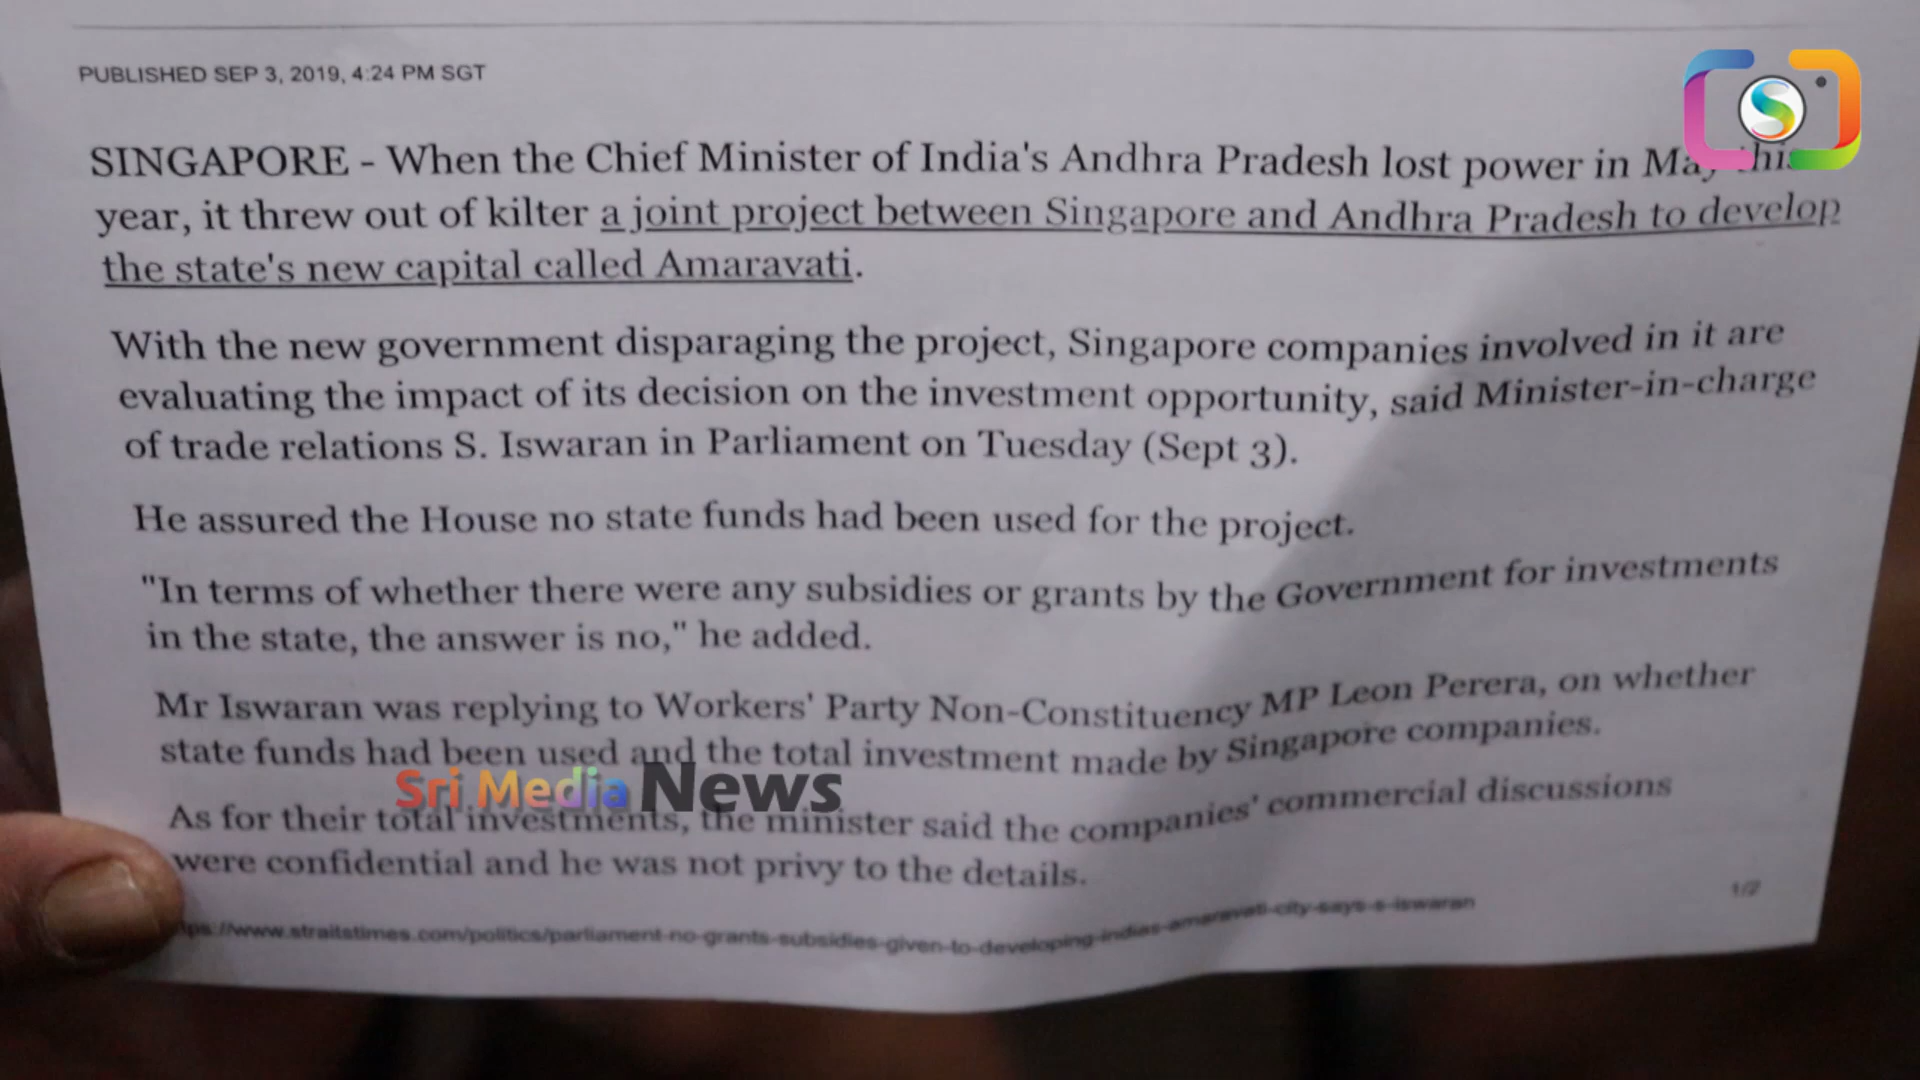 PUBLISHED SEP 3, 2019, 4:24 PM SGT
SINGAPORE - When the Chief Minister of India's Andhra Pradesh lost power in May this
year, it threw out of kilter a joint project between Singapore and Andhra Pradesh to develop
the state's new capital called Amaravati.
With the new government disparaging the project, Singapore companies involved in it are
evaluating the impact of its decision on the investment opportunity, said Minister-in-charge
of trade relations S. Iswaran in Parliament on Tuesday (Sept 3).
He assured the House no state funds had been used for the project.
"In terms of whether there were any subsidies or grants by the Government for investments
in the state, the answer is no," he added.
Mr Iswaran was replying to Workers' Party Non-Constituency MP Leon Perera, on whether
state funds had been used and the total investment made by Singapore companies.
Sri Media News
As for their total investments, the minister said the companies' commercial discussions
were confidential and he was not privy to the details.
1/2
tps://www.straitstimes.com/politics/parliament-no-grants-subsidies-given-to-developing-indias-amaravati-city-says-s-iswaran